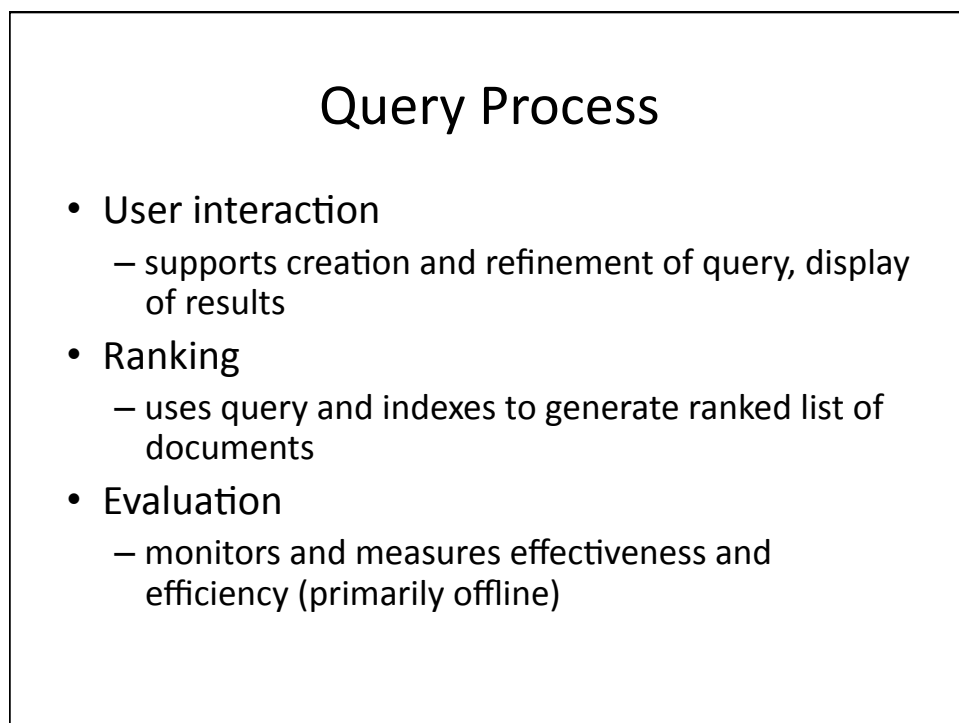 Query Process
• User interaction
– supports creation and refinement of query, display
of results
• Ranking
– uses query and indexes to generate ranked list of
documents
• Evaluation
– monitors and measures effectiveness and
efficiency (primarily offline)